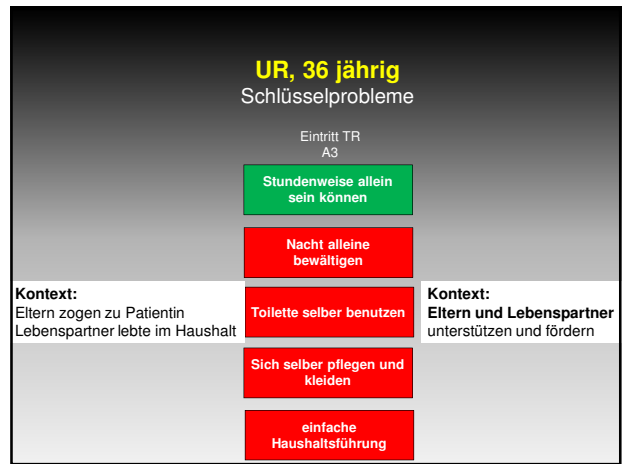 UR, 36 jährig
Schlüsselprobleme
Eintritt TR
A3
Stundenweise allein
sein können
Nacht alleine
bewältigen
Kontext:
Eltern zogen zu Patientin
Lebenspartner lebte im Haushalt
Toilette selber benutzen
Kontext:
Eltern und Lebenspartner
unterstützen und fördern
Sich selber pflegen und
kleiden
einfache
Haushaltsführung